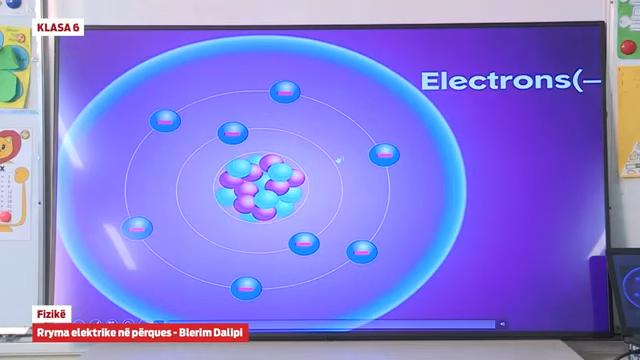 KLASA 6
Electrons(–
Fizikë
Rryma elektrike në përques - Blerim Dalipi